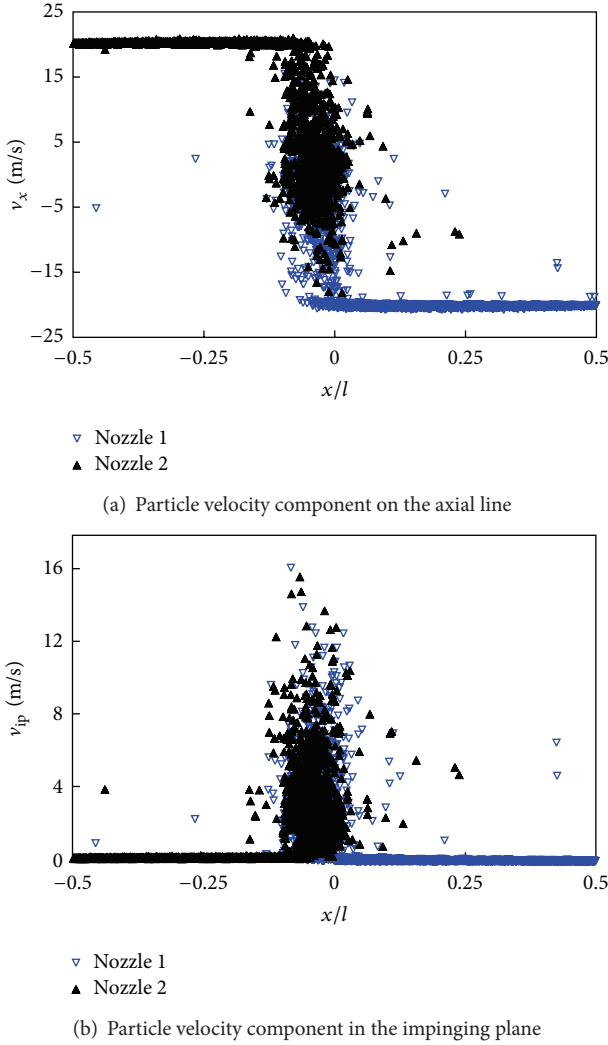 25
15
5
−5
−15
−25
v_x (m/s)
−0.5 −0.25 0 0.25 0.5
x/l
Nozzle 1
Nozzle 2
(a) Particle velocity component on the axial line
16
12
8
4
0
v_ip (m/s)
−0.5 −0.25 0 0.25 0.5
x/l
Nozzle 1
Nozzle 2
(b) Particle velocity component in the impinging plane